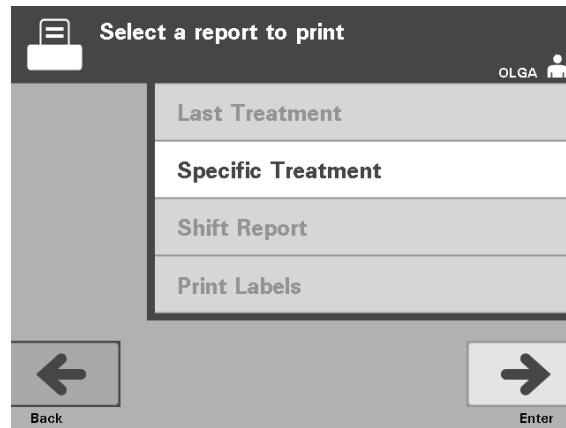 Select a report to print
OLGA
Last Treatment
Specific Treatment
Shift Report
Print Labels
Back
Enter